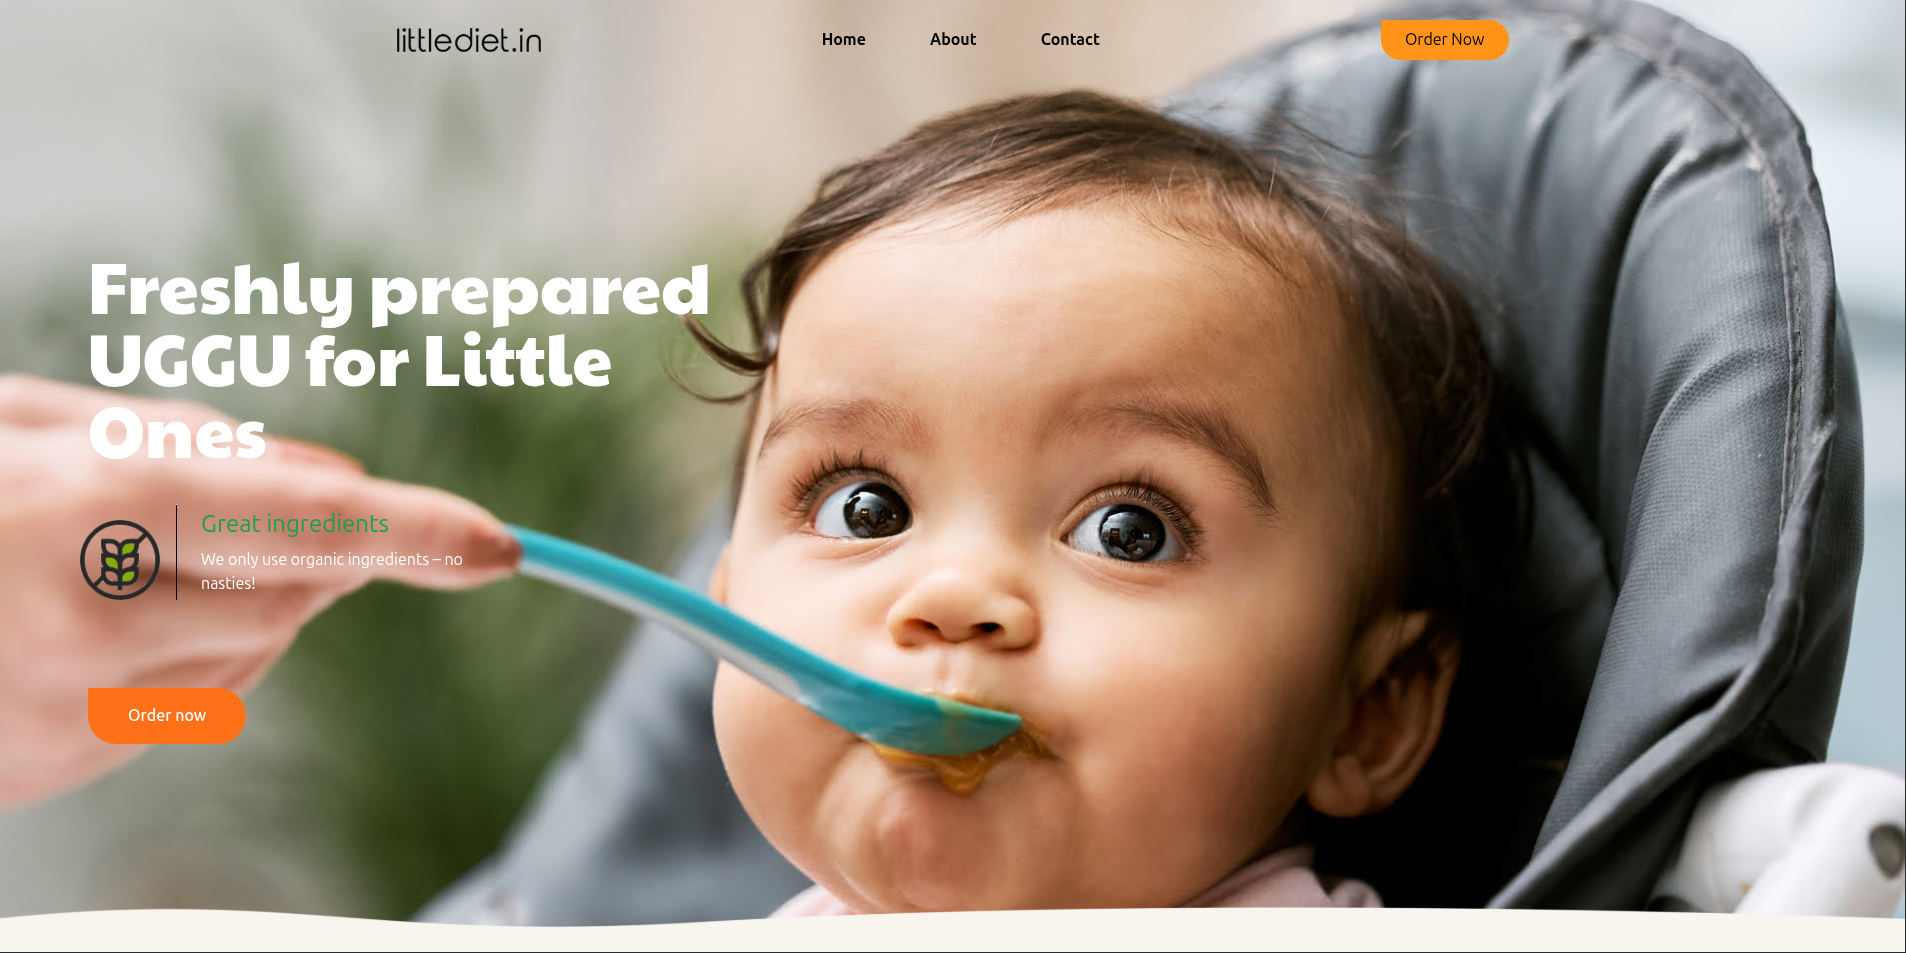 littlediet.in
Home
About
Contact
Order Now
Freshly prepared
UGGU for Little
Ones
Great ingredients
We only use organic ingredients – no
nasties!
Order now